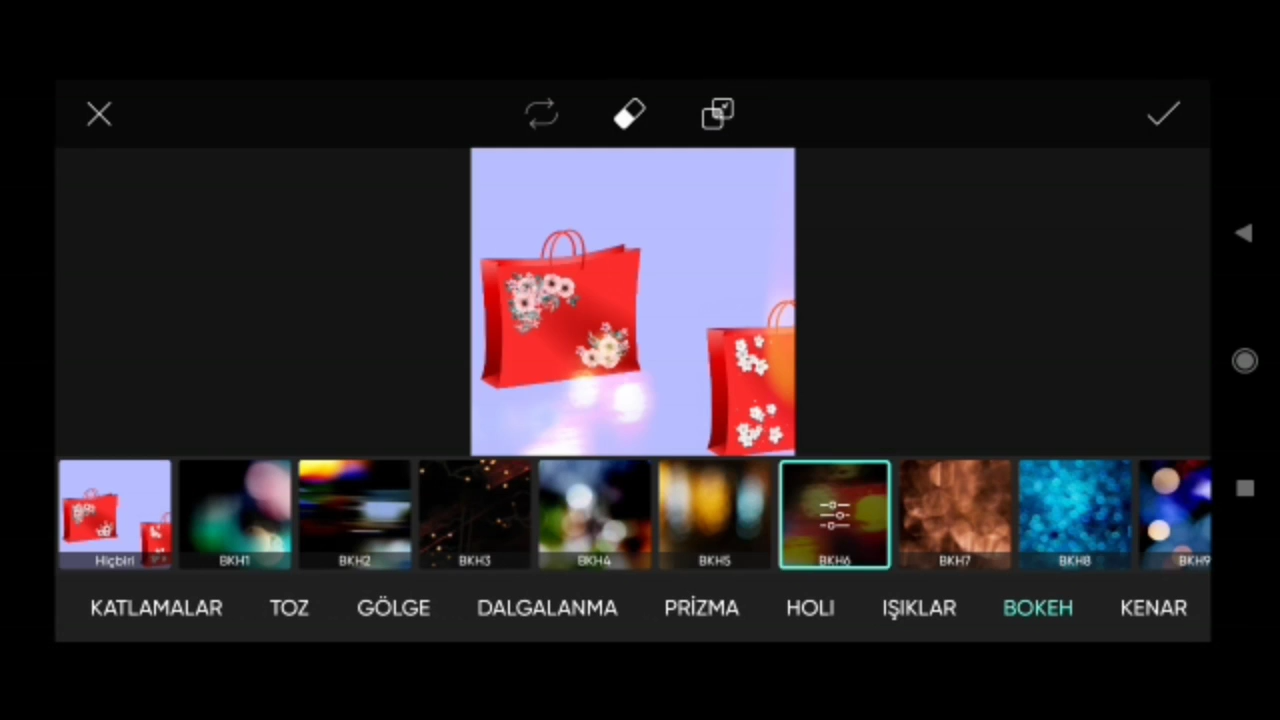 Hiçbiri BKH1 BKH2 BKH3 BKH4 BKH5 BKH6 BKH7 BKH8 BKH9
KATLAMALAR TOZ GÖLGE DALGALANMA PRİZMA HOLI IŞIKLAR BOKEH KENAR